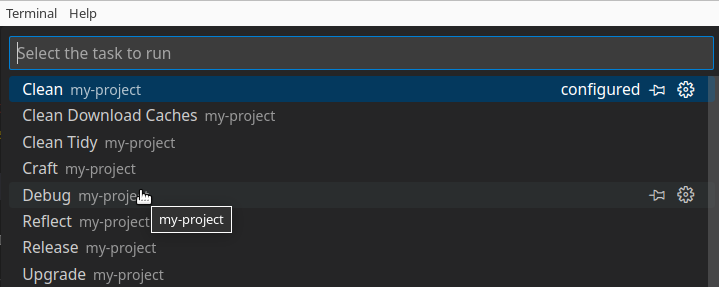 Terminal Help
Select the task to run
Clean my-project configured
Clean Download Caches my-project
Clean Tidy my-project
Craft my-project
Debug my-project
my-project
Reflect my-project
Release my-project
Upgrade my-project